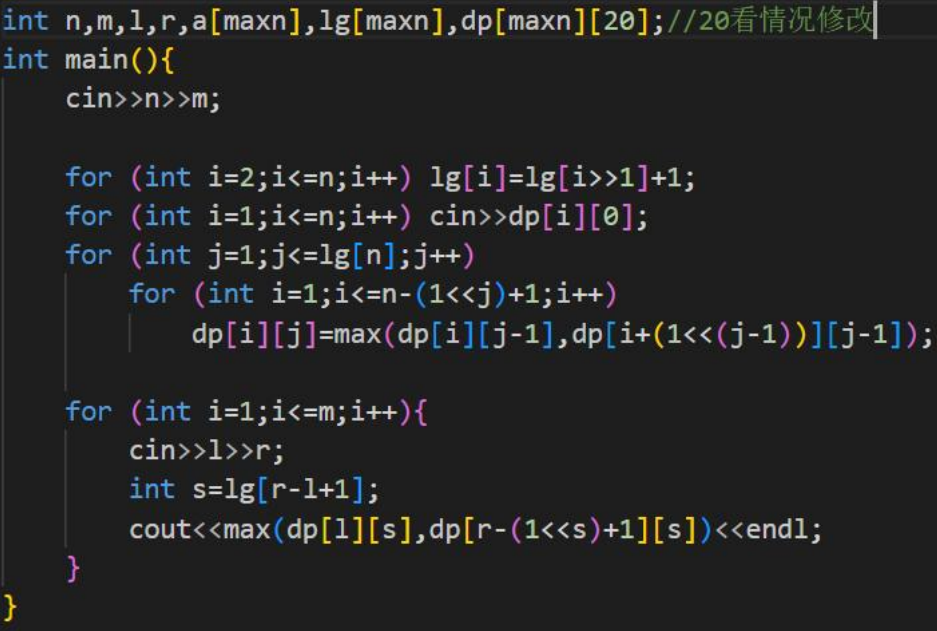 int n,m,l,r,a[maxn],lg[maxn],dp[maxn][20];//20看情况修改
int main(){
    cin>>n>>m;

    for (int i=2;i<=n;i++) lg[i]=lg[i>>1]+1;
    for (int i=1;i<=n;i++) cin>>dp[i][0];
    for (int j=1;j<=lg[n];j++)
        for (int i=1;i<=n-(1<<j)+1;i++)
            dp[i][j]=max(dp[i][j-1],dp[i+(1<<(j-1))][j-1]);

    for (int i=1;i<=m;i++){
        cin>>l>>r;
        int s=lg[r-l+1];
        cout<<max(dp[l][s],dp[r-(1<<s)+1][s])<<endl;
    }
}